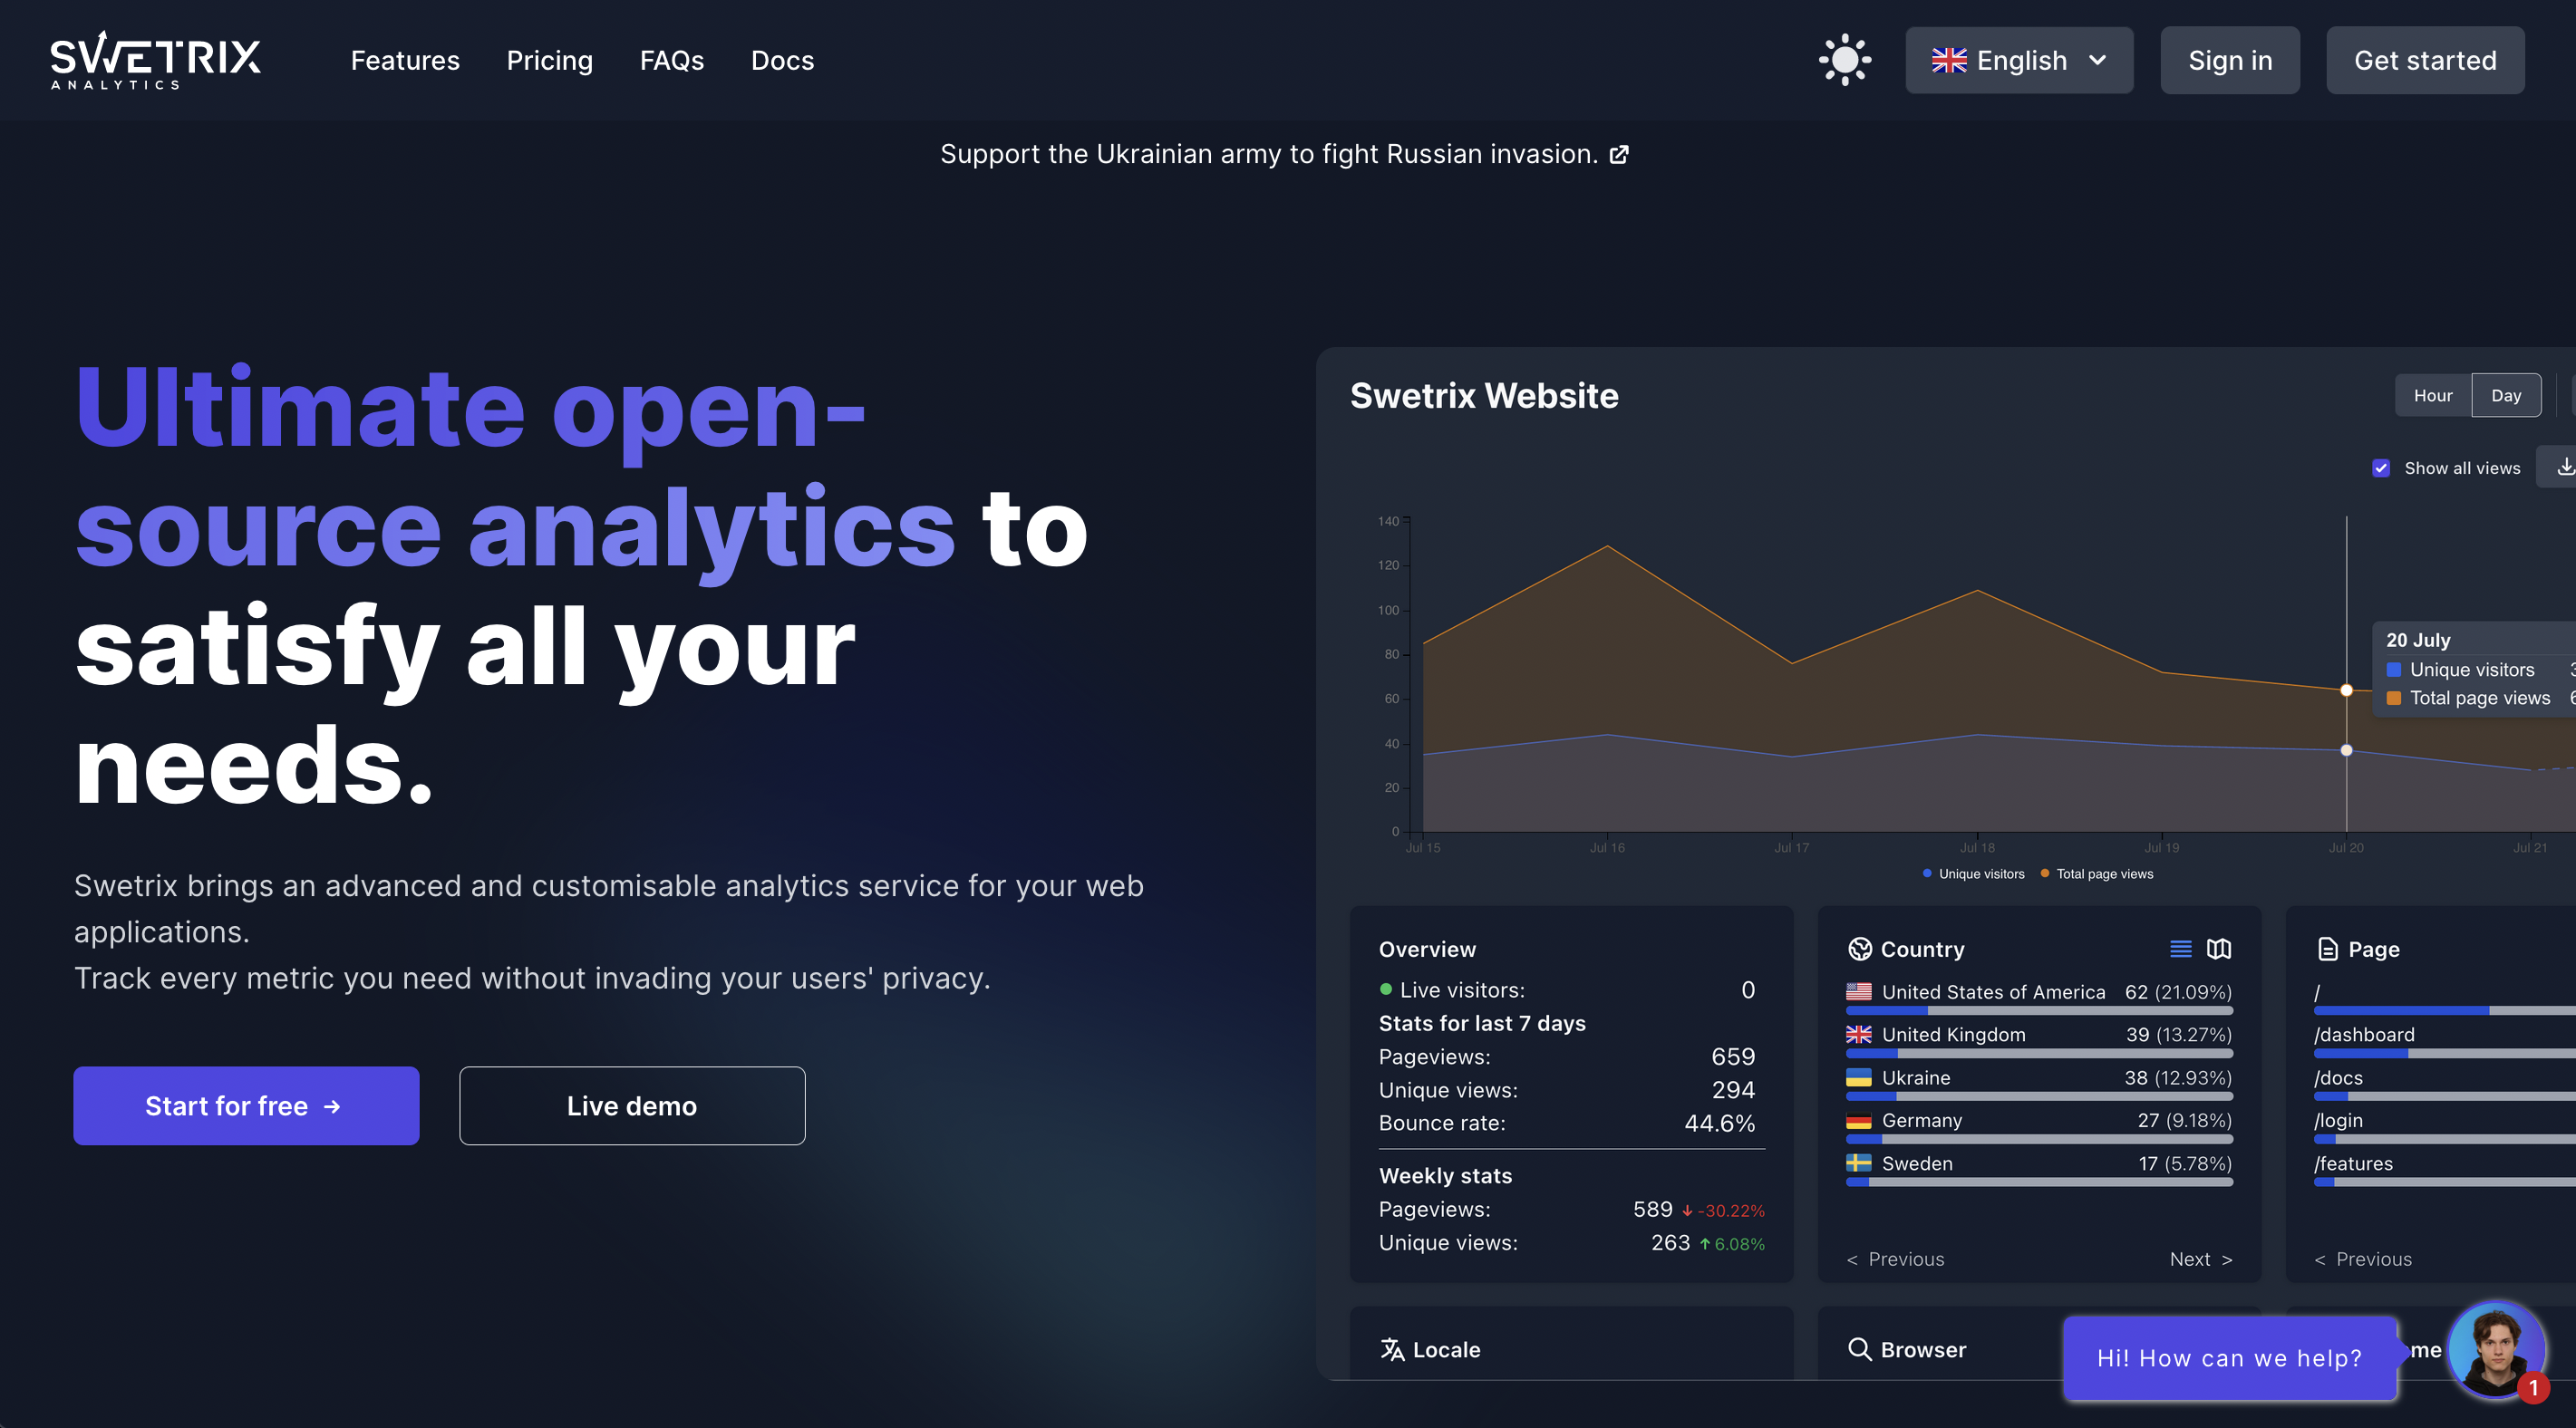 SWETRIX
ANALYTICS
Features
Pricing
FAQs
Docs
English
Sign in
Get started
Support the Ukrainian army to fight Russian invasion.
Ultimate open-
source analytics to
satisfy all your
needs.
Swetrix brings an advanced and customisable analytics service for your web
applications.
Track every metric you need without invading your users' privacy.
Start for free →
Live demo
Swetrix Website
Hour
Day
Show all views
140
120
100
80
60
40
20
0
Jul 15
Jul 16
Jul 17
Jul 18
Jul 19
Jul 20
Jul 21
20 July
Unique visitors
Total page views
Unique visitors
Total page views
Overview
Live visitors: 0
Stats for last 7 days
Pageviews: 659
Unique views: 294
Bounce rate: 44.6%
Weekly stats
Pageviews: 589 -30.22%
Unique views: 263 6.08%
Country
United States of America 62 (21.09%)
United Kingdom 39 (13.27%)
Ukraine 38 (12.93%)
Germany 27 (9.18%)
Sweden 17 (5.78%)
< Previous
Next >
Page
/
/dashboard
/docs
/login
/features
< Previous
Locale
Browser
Hi! How can we help?
1